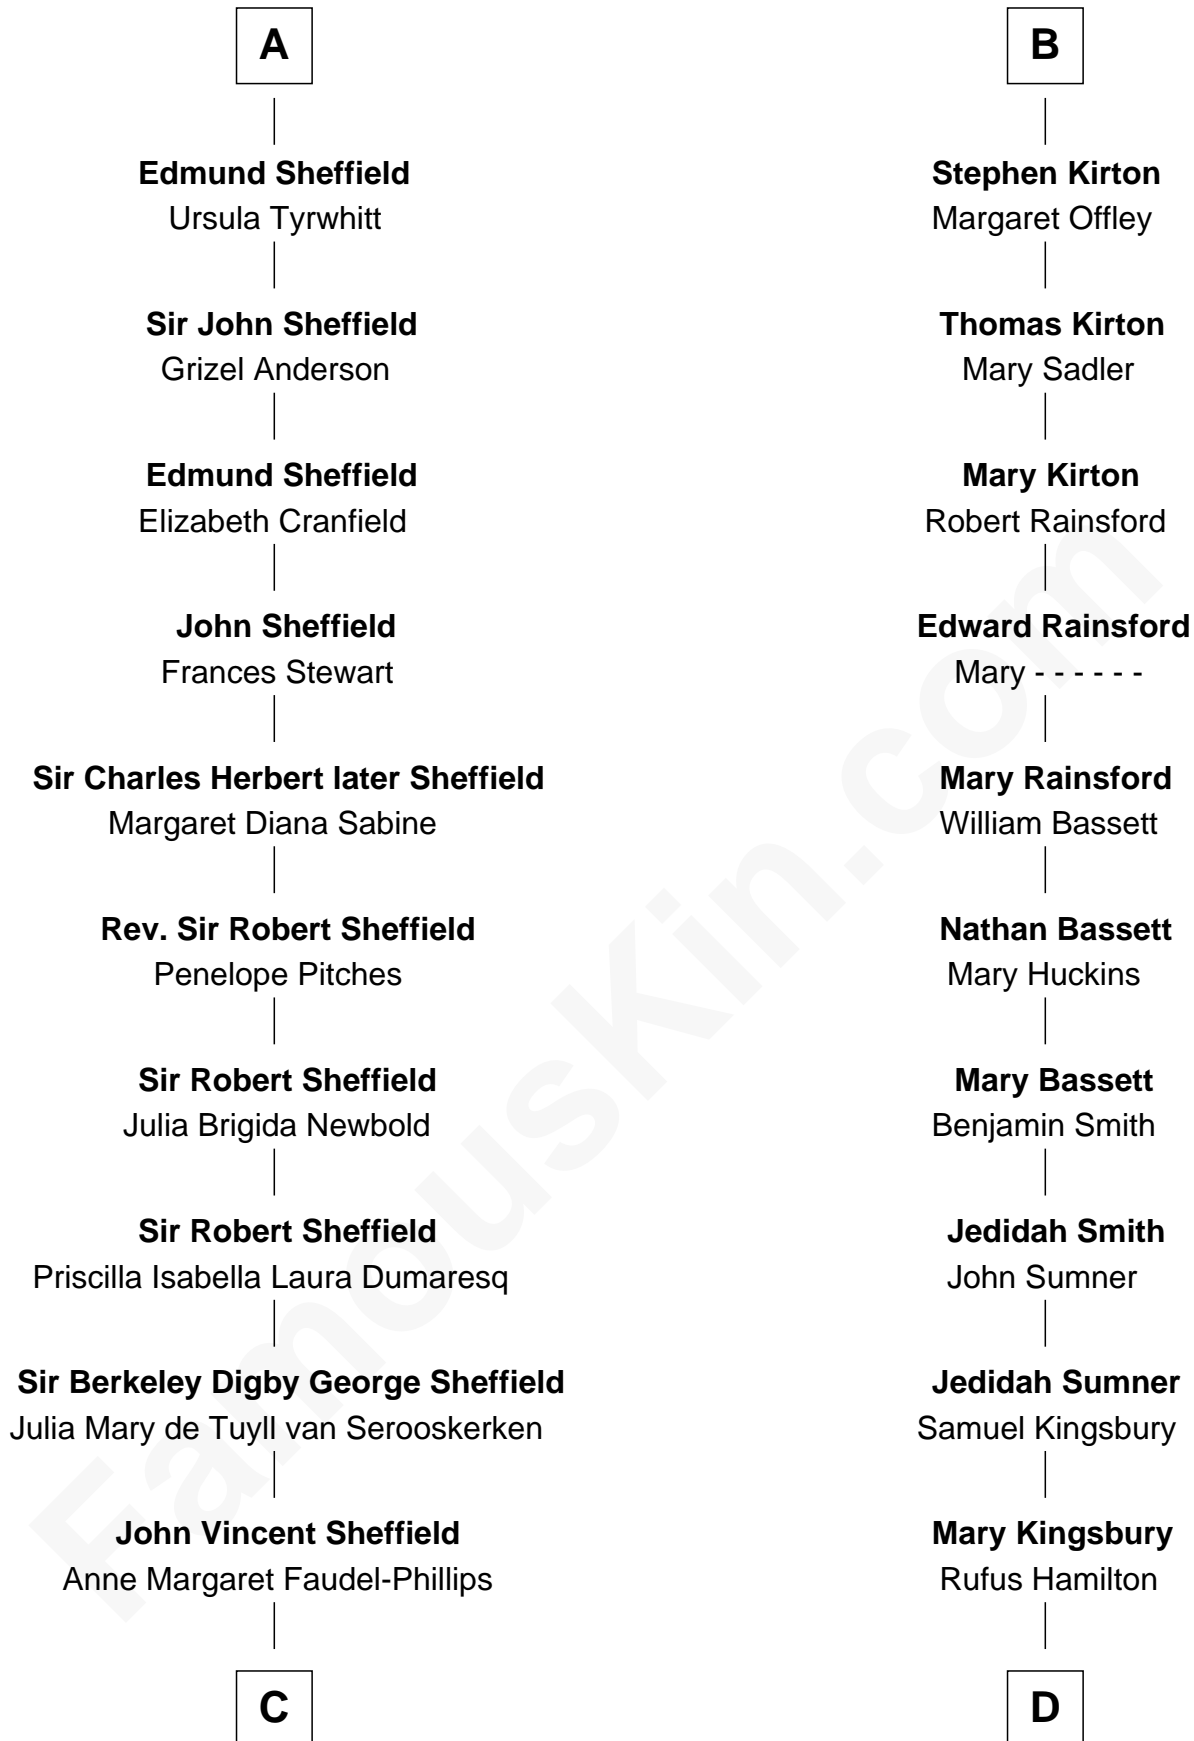 A
Edmund Sheffield
Ursula Tyrwhitt
Sir John Sheffield
Grizel Anderson
Edmund Sheffield
Elizabeth Cranfield
John Sheffield
Frances Stewart
Sir Charles Herbert later Sheffield
Margaret Diana Sabine
Rev. Sir Robert Sheffield
Penelope Pitches
Sir Robert Sheffield
Julia Brigida Newbold
Sir Robert Sheffield
Priscilla Isabella Laura Dumaresq
Sir Berkeley Digby George Sheffield
Julia Mary de Tuyll van Serooskerken
John Vincent Sheffield
Anne Margaret Faudel-Phillips
C
B
Stephen Kirton
Margaret Offley
Thomas Kirton
Mary Sadler
Mary Kirton
Robert Rainsford
Edward Rainsford
Mary - - - - - -
Mary Rainsford
William Bassett
Nathan Bassett
Mary Huckins
Mary Bassett
Benjamin Smith
Jedidah Smith
John Sumner
Jedidah Sumner
Samuel Kingsbury
Mary Kingsbury
Rufus Hamilton
D
FamousKin.com